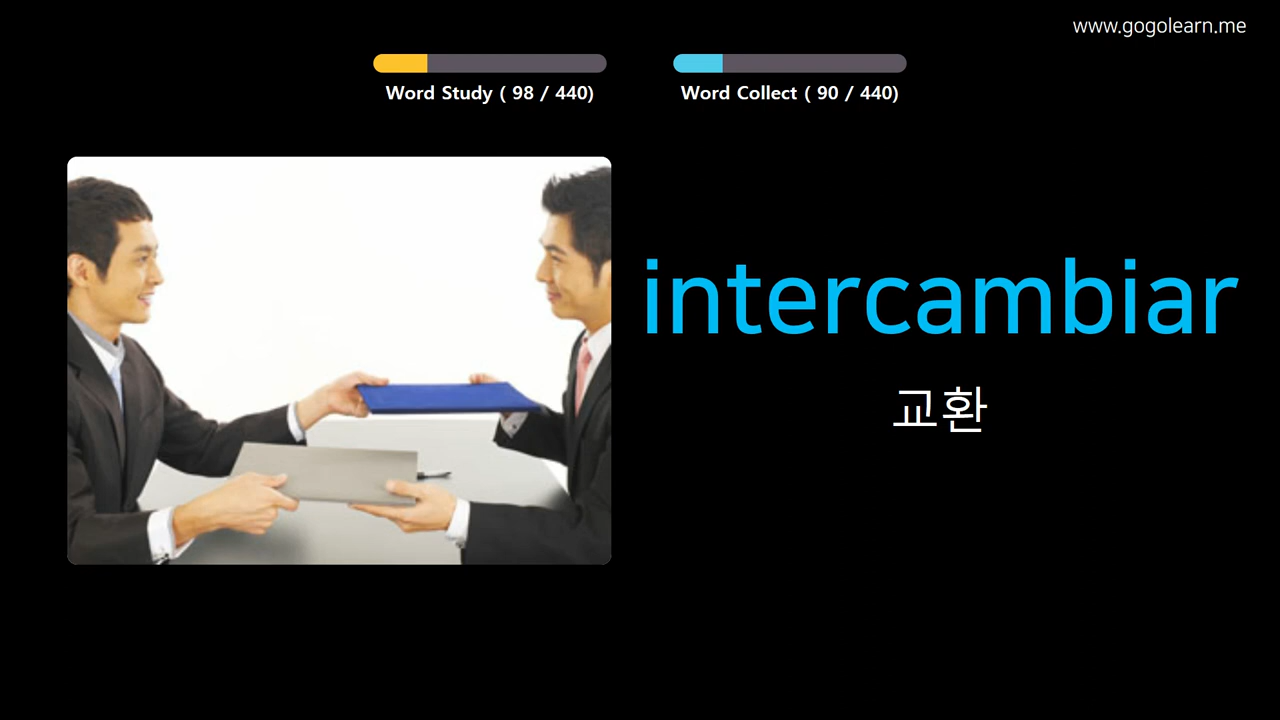 www.gogolearn.me
Word Study ( 98 / 440)
Word Collect ( 90 / 440)
intercambiar
교환